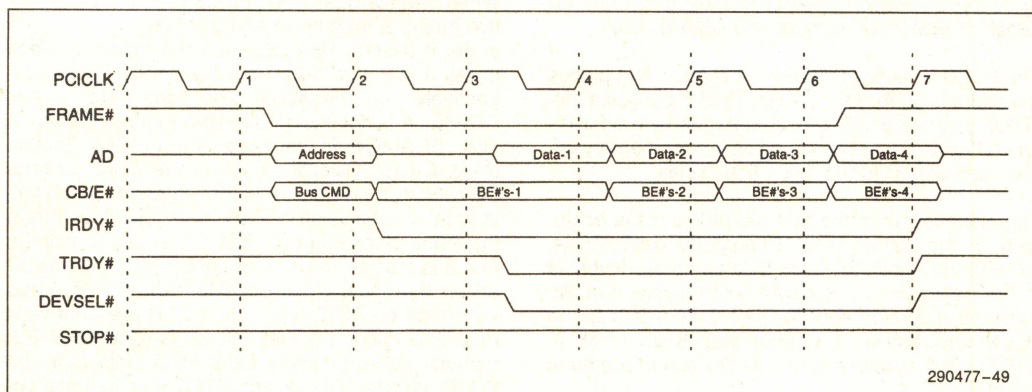 PCICLK 1 2 3 4 5 6 7
FRAME#
AD Address Data-1 Data-2 Data-3 Data-4
CB/E# Bus CMD BE#'s-1 BE#'s-2 BE#'s-3 BE#'s-4
IRDY#
TRDY#
DEVSEL#
STOP#
290477-49